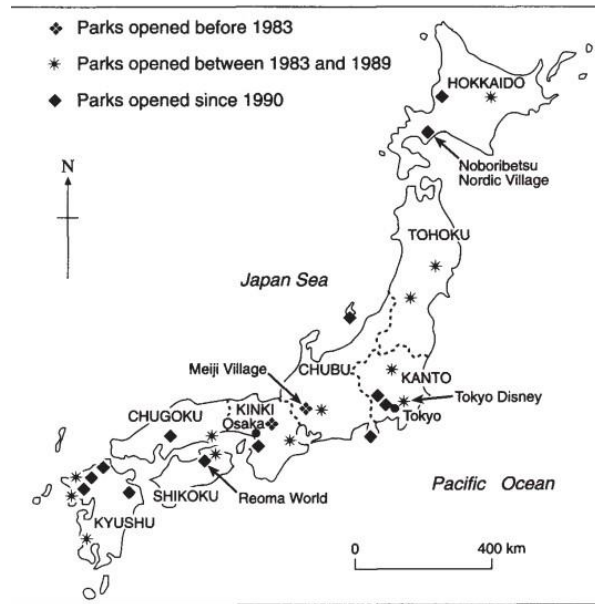 Parks opened before 1983
Parks opened between 1983 and 1989
Parks opened since 1990
N
HOKKAIDO
Noboribetsu
Nordic Village
TOHOKU
Japan Sea
Meiji Village
CHUBU
KANTO
Tokyo Disney
Tokyo
KINKI
Osaka
CHUGOKU
SHIKOKU
Reoma World
Pacific Ocean
KYUSHU
0 400 km